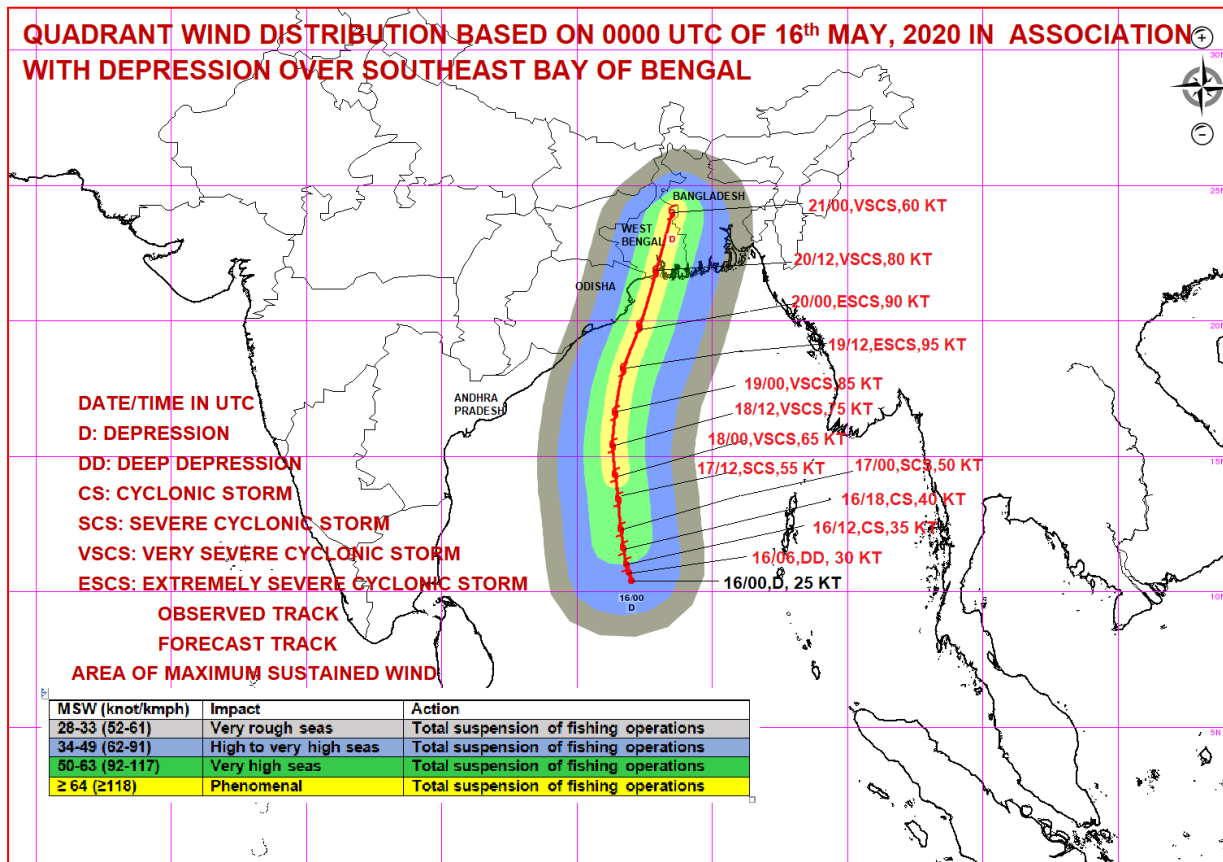 QUADRANT WIND DISTRIBUTION BASED ON 0000 UTC OF 16th MAY, 2020 IN ASSOCIATION
WITH DEPRESSION OVER SOUTHEAST BAY OF BENGAL
30N
25N
BANGLADESH
21/00,VSCS,60 KT
WEST
BENGAL
D
20/12,VSCS,80 KT
ODISHA
20/00,ESCS,90 KT
20N
19/12,ESCS,95 KT
19/00,VSCS,85 KT
ANDHRA
PRADESH
18/12,VSCS,75 KT
18/00,VSCS,65 KT
15N
17/12,SCS,55 KT
17/00,SCS,50 KT
16/18,CS,40 KT
16/12,CS,35 KT
16/06,DD, 30 KT
16/00,D, 25 KT
16/00
D
10N
DATE/TIME IN UTC
D: DEPRESSION
DD: DEEP DEPRESSION
CS: CYCLONIC STORM
SCS: SEVERE CYCLONIC STORM
VSCS: VERY SEVERE CYCLONIC STORM
ESCS: EXTREMELY SEVERE CYCLONIC STORM
OBSERVED TRACK
FORECAST TRACK
AREA OF MAXIMUM SUSTAINED WIND
MSW (knot/kmph) Impact Action
28-33 (52-61) Very rough seas Total suspension of fishing operations
34-49 (62-91) High to very high seas Total suspension of fishing operations
50-63 (92-117) Very high seas Total suspension of fishing operations
≥ 64 (≥118) Phenomenal Total suspension of fishing operations
5N